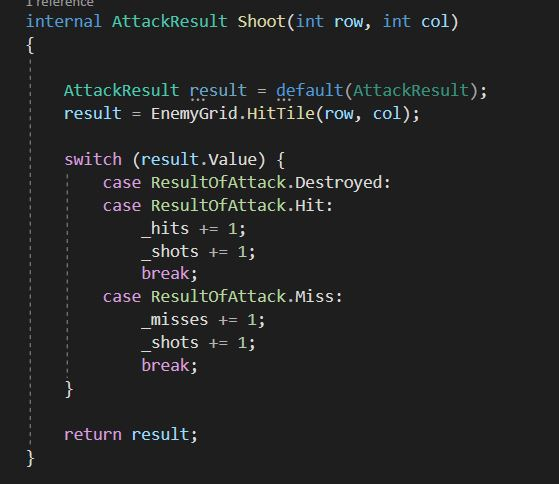 1 reference
internal AttackResult Shoot(int row, int col)
{
AttackResult result = default(AttackResult);
result = EnemyGrid.HitTile(row, col);
switch (result.Value) {
case ResultOfAttack.Destroyed:
case ResultOfAttack.Hit:
_hits += 1;
_shots += 1;
break;
case ResultOfAttack.Miss:
_misses += 1;
_shots += 1;
break;
}
return result;
}